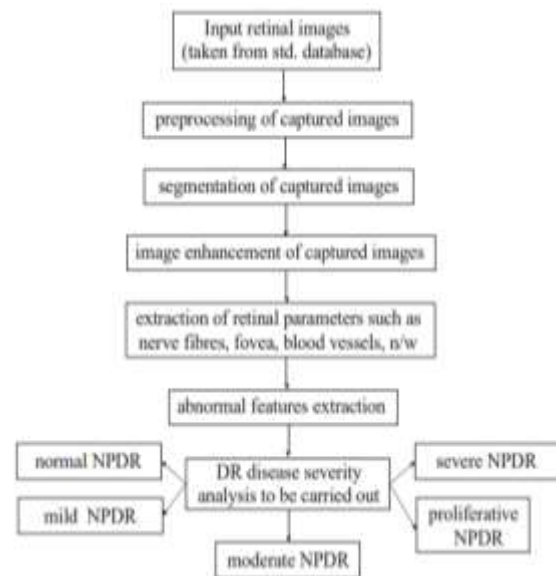 Input retinal images
(taken from std. database)
preprocessing of captured images
segmentation of captured images
image enhancement of captured images
extraction of retinal parameters such as
nerve fibres, fovea, blood vessels, n/w
abnormal features extraction
normal NPDR
DR disease severity
analysis to be carried out
severe NPDR
mild NPDR
proliferative
NPDR
moderate NPDR